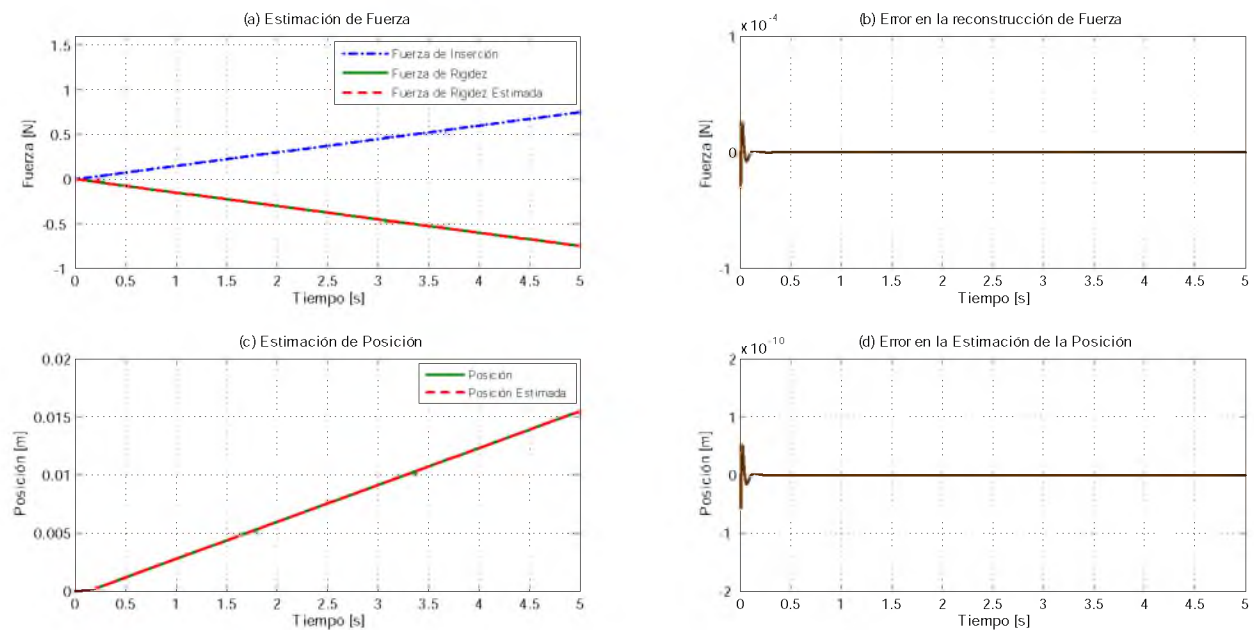 (a) Estimación de Fuerza
1.5
1
0.5
0
-0.5
-1
Fuerza [N]
Fuerza de Inserción
Fuerza de Rigidez
Fuerza de Rigidez Estimada
0 0.5 1 1.5 2 2.5 3 3.5 4 4.5 5
Tiempo [s]
(b) Error en la reconstrucción de Fuerza
x 10^-4
1
0
-1
Fuerza [N]
0 0.5 1 1.5 2 2.5 3 3.5 4 4.5 5
Tiempo [s]
(c) Estimación de Posición
0.02
0.015
0.01
0.005
0
Posición [m]
Posición
Posición Estimada
0 0.5 1 1.5 2 2.5 3 3.5 4 4.5 5
Tiempo [s]
(d) Error en la Estimación de la Posición
x 10^-10
2
1
0
-1
-2
Posición [m]
0 0.5 1 1.5 2 2.5 3 3.5 4 4.5 5
Tiempo [s]